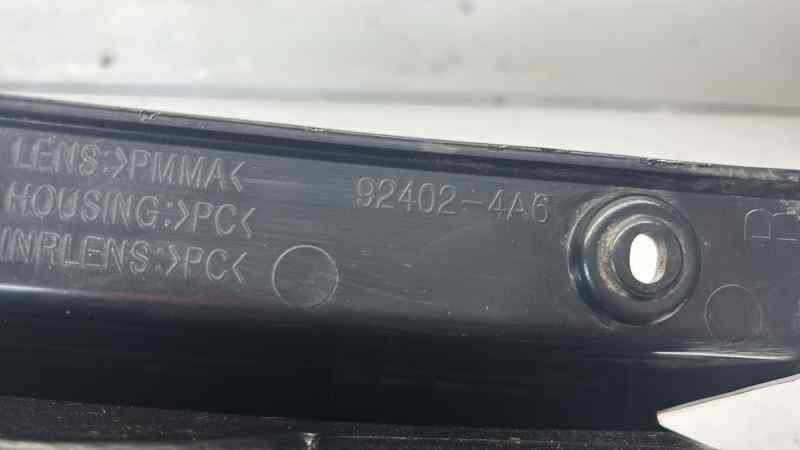 LENS:>PMMA<
HOUSING:>PC<
INRLENS:>PC<
92402-4A6
B